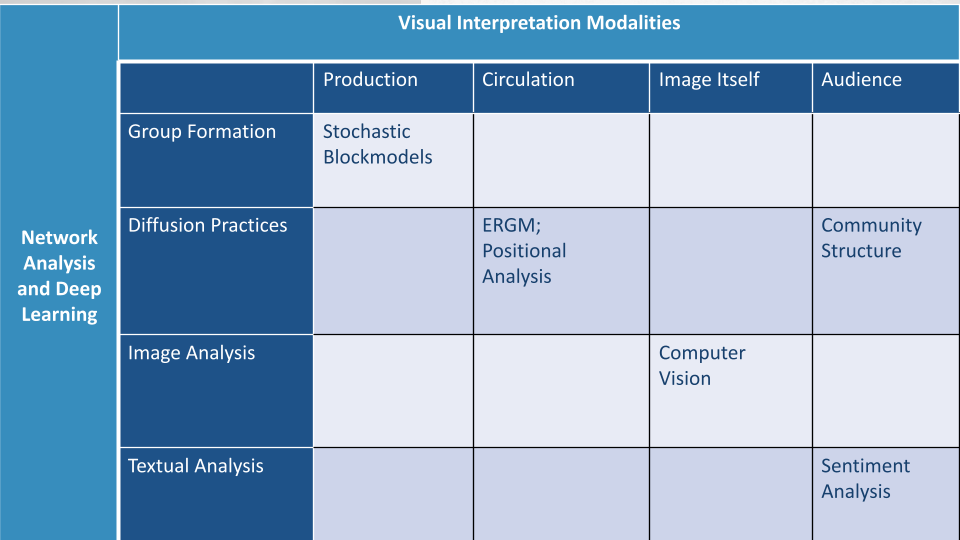 Visual Interpretation Modalities
Production
Circulation
Image Itself
Audience
Group Formation
Stochastic
Blockmodels
Diffusion Practices
ERGM;
Positional
Analysis
Community
Structure
Network
Analysis
and Deep
Learning
Image Analysis
Computer
Vision
Textual Analysis
Sentiment
Analysis